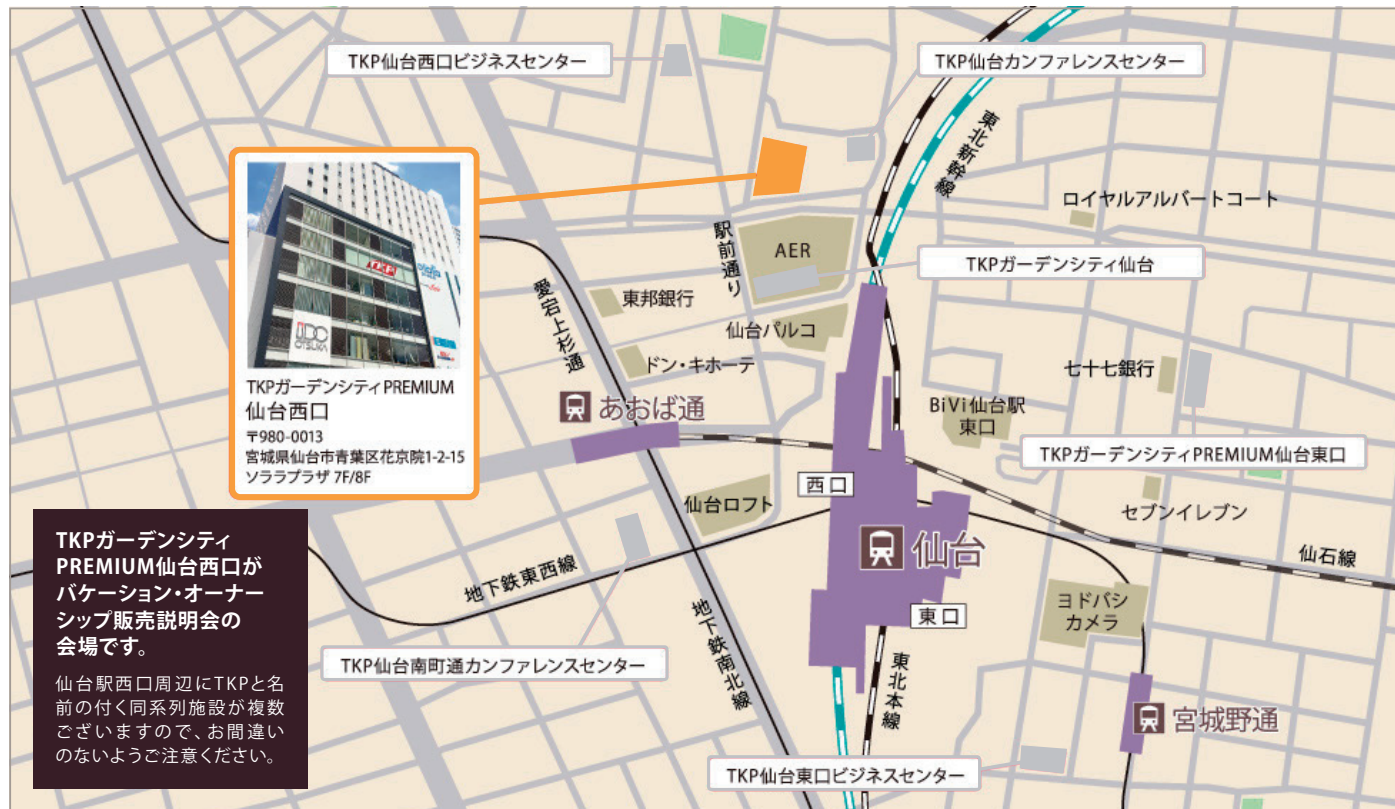 TKP仙台西口ビジネスセンター
TKP仙台カンファレンスセンター
東北新幹線
ロイヤルアルバートコート
駅前通り
AER
TKPガーデンシティ仙台
愛宕上杉通
東邦銀行
仙台パルコ
ドン・キホーテ
七十七銀行
あおば通
BiVi仙台駅
東口
TKPガーデンシティPREMIUM仙台東口
TKP
IDC
OTSUKA
TKPガーデンシティPREMIUM
仙台西口
〒980-0013
宮城県仙台市青葉区花京院1-2-15
ソララプラザ 7F/8F
西口
仙台ロフト
セブンイレブン
仙台
仙石線
地下鉄東西線
ヨドバシ
カメラ
東口
地下鉄南北線
東北本線
TKP仙台南町通カンファレンスセンター
宮城野通
TKP仙台東口ビジネスセンター
TKPガーデンシティ
PREMIUM仙台西口が
バケーション・オーナー
シップ販売説明会の
会場です。
仙台駅西口周辺にTKPと名
前の付く同系列施設が複数
ございますので、お間違い
のないようご注意ください。